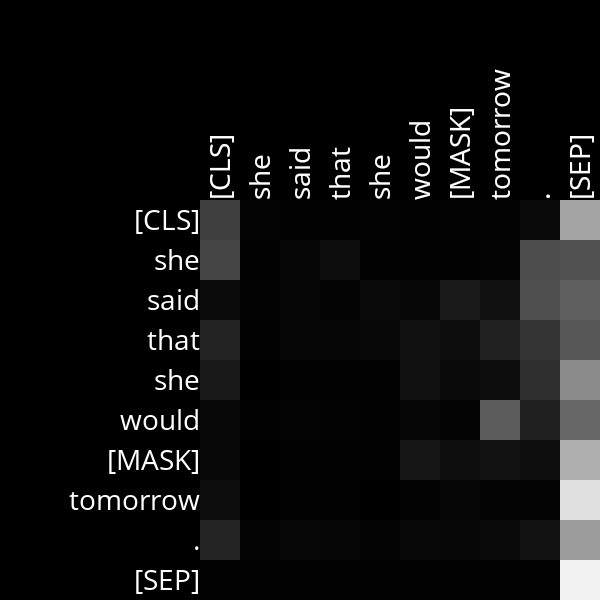 [CLS] she said that she would [MASK] tomorrow . [SEP]
[CLS]
she
said
that
she
would
[MASK]
tomorrow
.
[SEP]